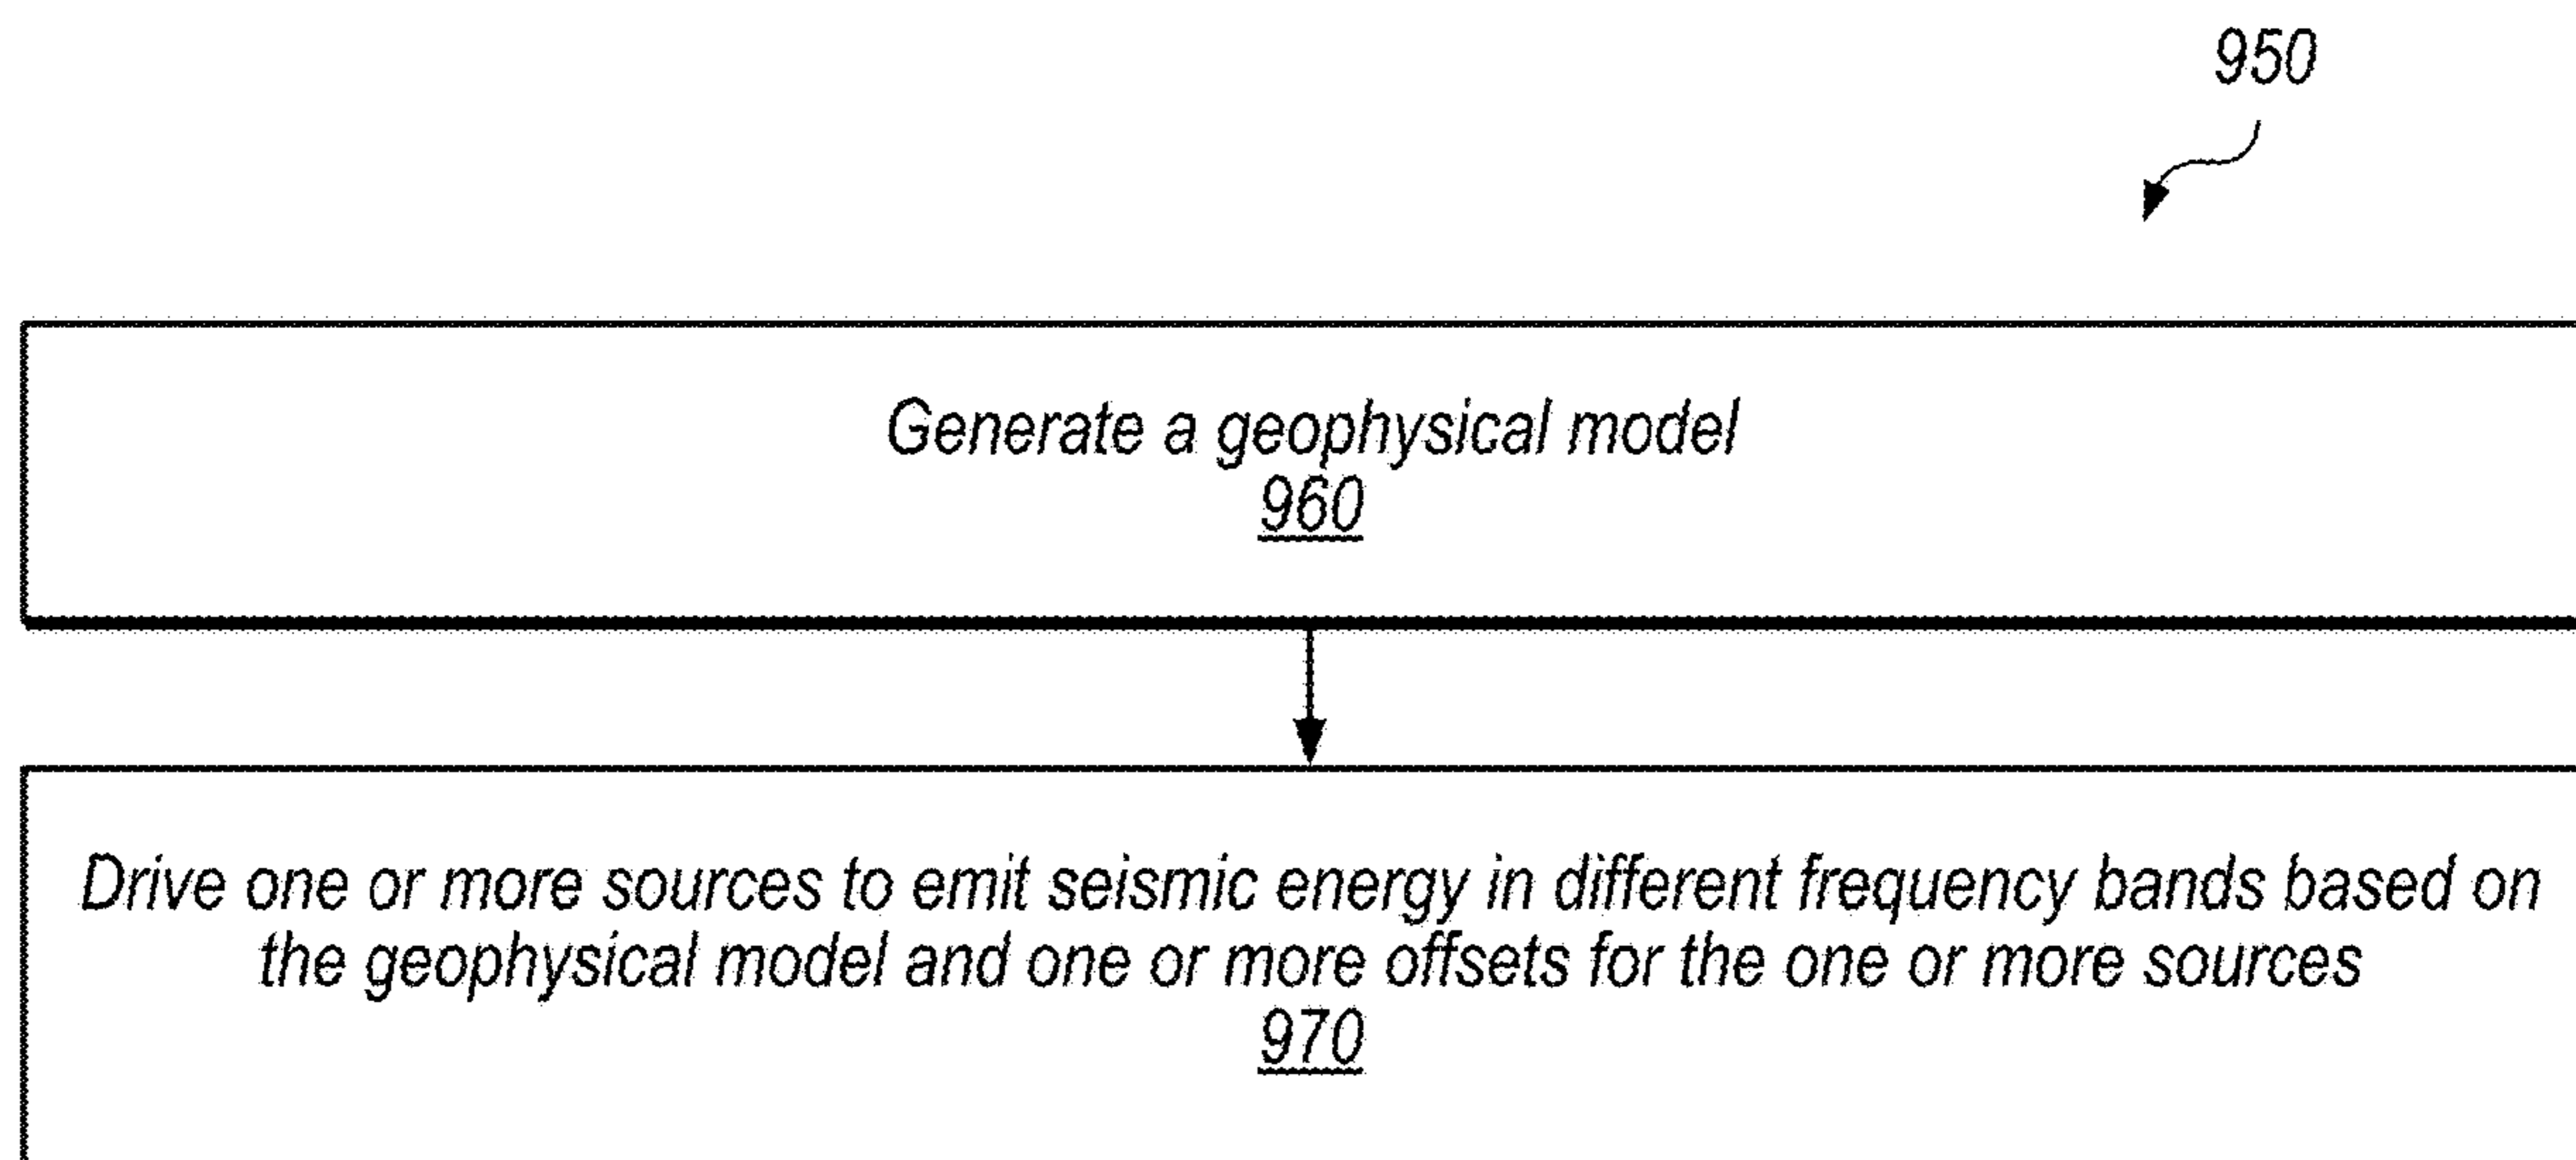 950
Generate a geophysical model
960
Drive one or more sources to emit seismic energy in different frequency bands based on
the geophysical model and one or more offsets for the one or more sources
970